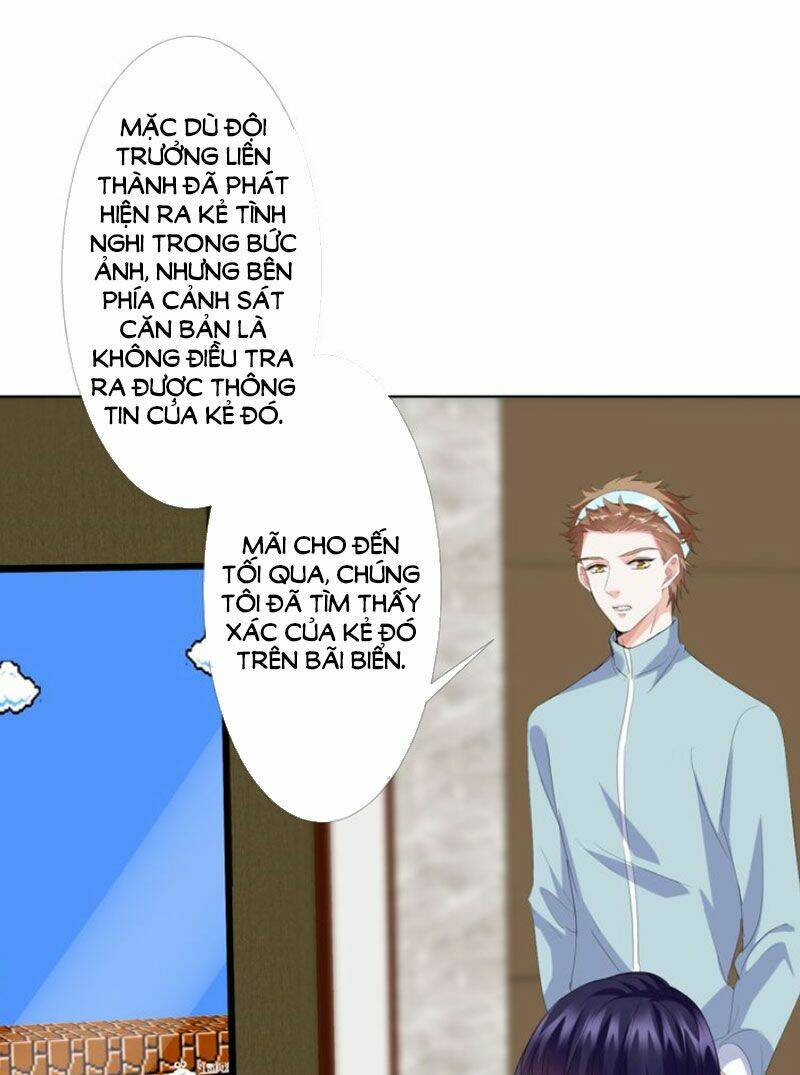 MẶC DÙ ĐỘI
TRƯỞNG LIÊN
THÀNH ĐÃ PHÁT
HIỆN RA KẺ TÌNH
NGHI TRONG BỨC
ẢNH, NHƯNG BÊN
PHÍA CẢNH SÁT
CĂN BẢN LÀ
KHÔNG ĐIỀU TRA
RA ĐƯỢC THÔNG
TIN CỦA KẺ ĐÓ.
MÃI CHO ĐẾN
TỐI QUA, CHÚNG
TÔI ĐÃ TÌM THẤY
XÁC CỦA KẺ ĐÓ
TRÊN BÃI BIỂN.